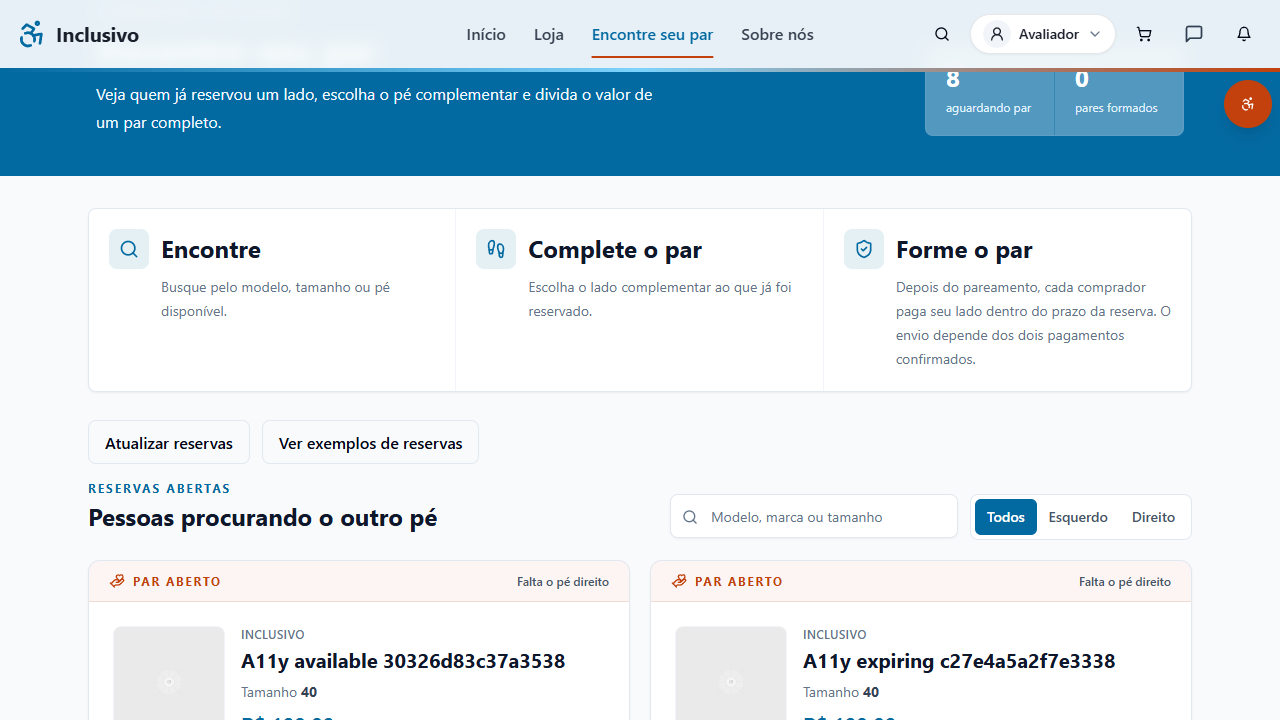 Inclusivo
Início
Loja
Encontre seu par
Sobre nós
Avaliador
Veja quem já reservou um lado, escolha o pé complementar e divida o valor de
um par completo.
8
aguardando par
0
pares formados
Encontre
Busque pelo modelo, tamanho ou pé
disponível.
Complete o par
Escolha o lado complementar ao que já foi
reservado.
Forme o par
Depois do pareamento, cada comprador
paga seu lado dentro do prazo da reserva. O
envio depende dos dois pagamentos
confirmados.
Atualizar reservas
Ver exemplos de reservas
RESERVAS ABERTAS
Pessoas procurando o outro pé
Modelo, marca ou tamanho
Todos
Esquerdo
Direito
PAR ABERTO
Falta o pé direito
INCLUSIVO
A11y available 30326d83c37a3538
Tamanho 40
PAR ABERTO
Falta o pé direito
INCLUSIVO
A11y expiring c27e4a5a2f7e3338
Tamanho 40